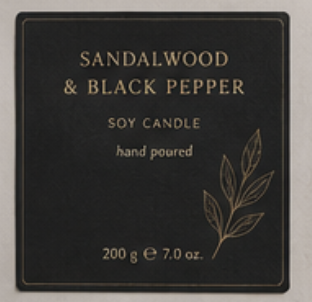 SANDALWOOD
& BLACK PEPPER
SOY CANDLE
hand poured
200 g ℮ 7.0 oz.